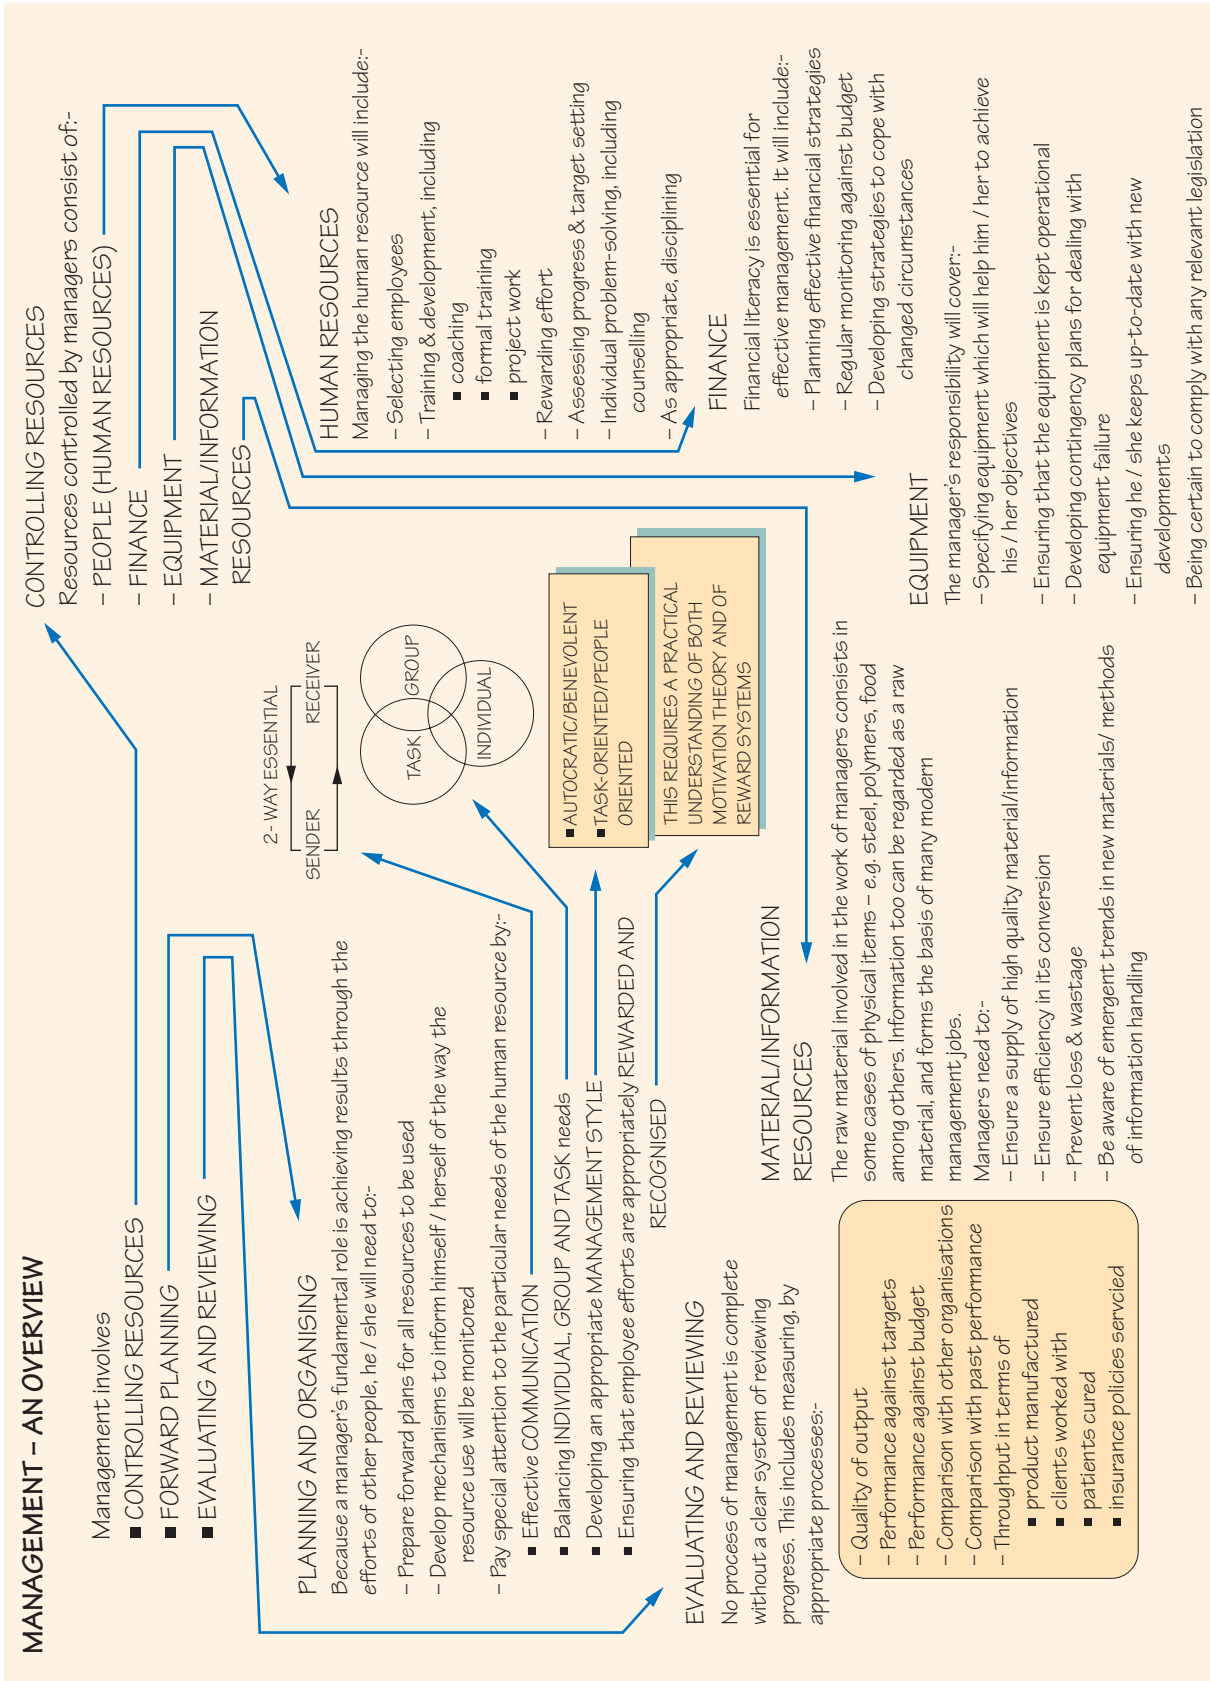 MANAGEMENT – AN OVERVIEW
Management involves
■ CONTROLLING RESOURCES
■ FORWARD PLANNING
■ EVALUATING AND REVIEWING
PLANNING AND ORGANISING
Because a manager's fundamental role is achieving results through the
efforts of other people, he / she will need to:-
– Prepare forward plans for all resources to be used
– Develop mechanisms to inform himself / herself of the way the
resource use will be monitored
– Pay special attention to the particular needs of the human resource by:-
■ Effective COMMUNICATION
■ Balancing INDIVIDUAL, GROUP AND TASK needs
■ Developing an appropriate MANAGEMENT STYLE
■ Ensuring that employee efforts are appropriately REWARDED AND
RECOGNISED
EVALUATING AND REVIEWING
No process of management is complete
without a clear system of reviewing
progress. This includes measuring, by
appropriate processes:-
– Quality of output
– Performance against targets
– Performance against budget
– Comparison with other organisations
– Comparison with past performance
– Throughput in terms of
■ product manufactured
■ clients worked with
■ patients cured
■ insurance policies servcied
2- WAY ESSENTIAL
SENDER RECEIVER
TASK GROUP
INDIVIDUAL
■ AUTOCRATIC/BENEVOLENT
■ TASK-ORIENTED/PEOPLE
ORIENTED
THIS REQUIRES A PRACTICAL
UNDERSTANDING OF BOTH
MOTIVATION THEORY AND OF
REWARD SYSTEMS
MATERIAL/INFORMATION
RESOURCES
The raw material involved in the work of managers consists in
some cases of physical items – e.g. steel, polymers, food
among others. Information too can be regarded as a raw
material, and forms the basis of many modern
management jobs.
Managers need to:-
– Ensure a supply of high quality material/information
– Ensure efficiency in its conversion
– Prevent loss & wastage
– Be aware of emergent trends in new materials/ methods
of information handling
CONTROLLING RESOURCES
Resources controlled by managers consist of:-
– PEOPLE (HUMAN RESOURCES)
– FINANCE
– EQUIPMENT
– MATERIAL/INFORMATION
RESOURCES
HUMAN RESOURCES
Managing the human resource will include:-
– Selecting employees
– Training & development, including
■ coaching
■ formal training
■ project work
– Rewarding effort
– Assessing progress & target setting
– Individual problem-solving, including
counselling
– As appropriate, disciplining
FINANCE
Financial literacy is essential for
effective management. It will include:-
– Planning effective financial strategies
– Regular monitoring against budget
– Developing strategies to cope with
changed circumstances
EQUIPMENT
The manager's responsibility will cover:-
– Specifying equipment which will help him / her to achieve
his / her objectives
– Ensuring that the equipment is kept operational
– Developing contingency plans for dealing with
equipment failure
– Ensuring he / she keeps up-to-date with new
developments
– Being certain to comply with any relevant legislation